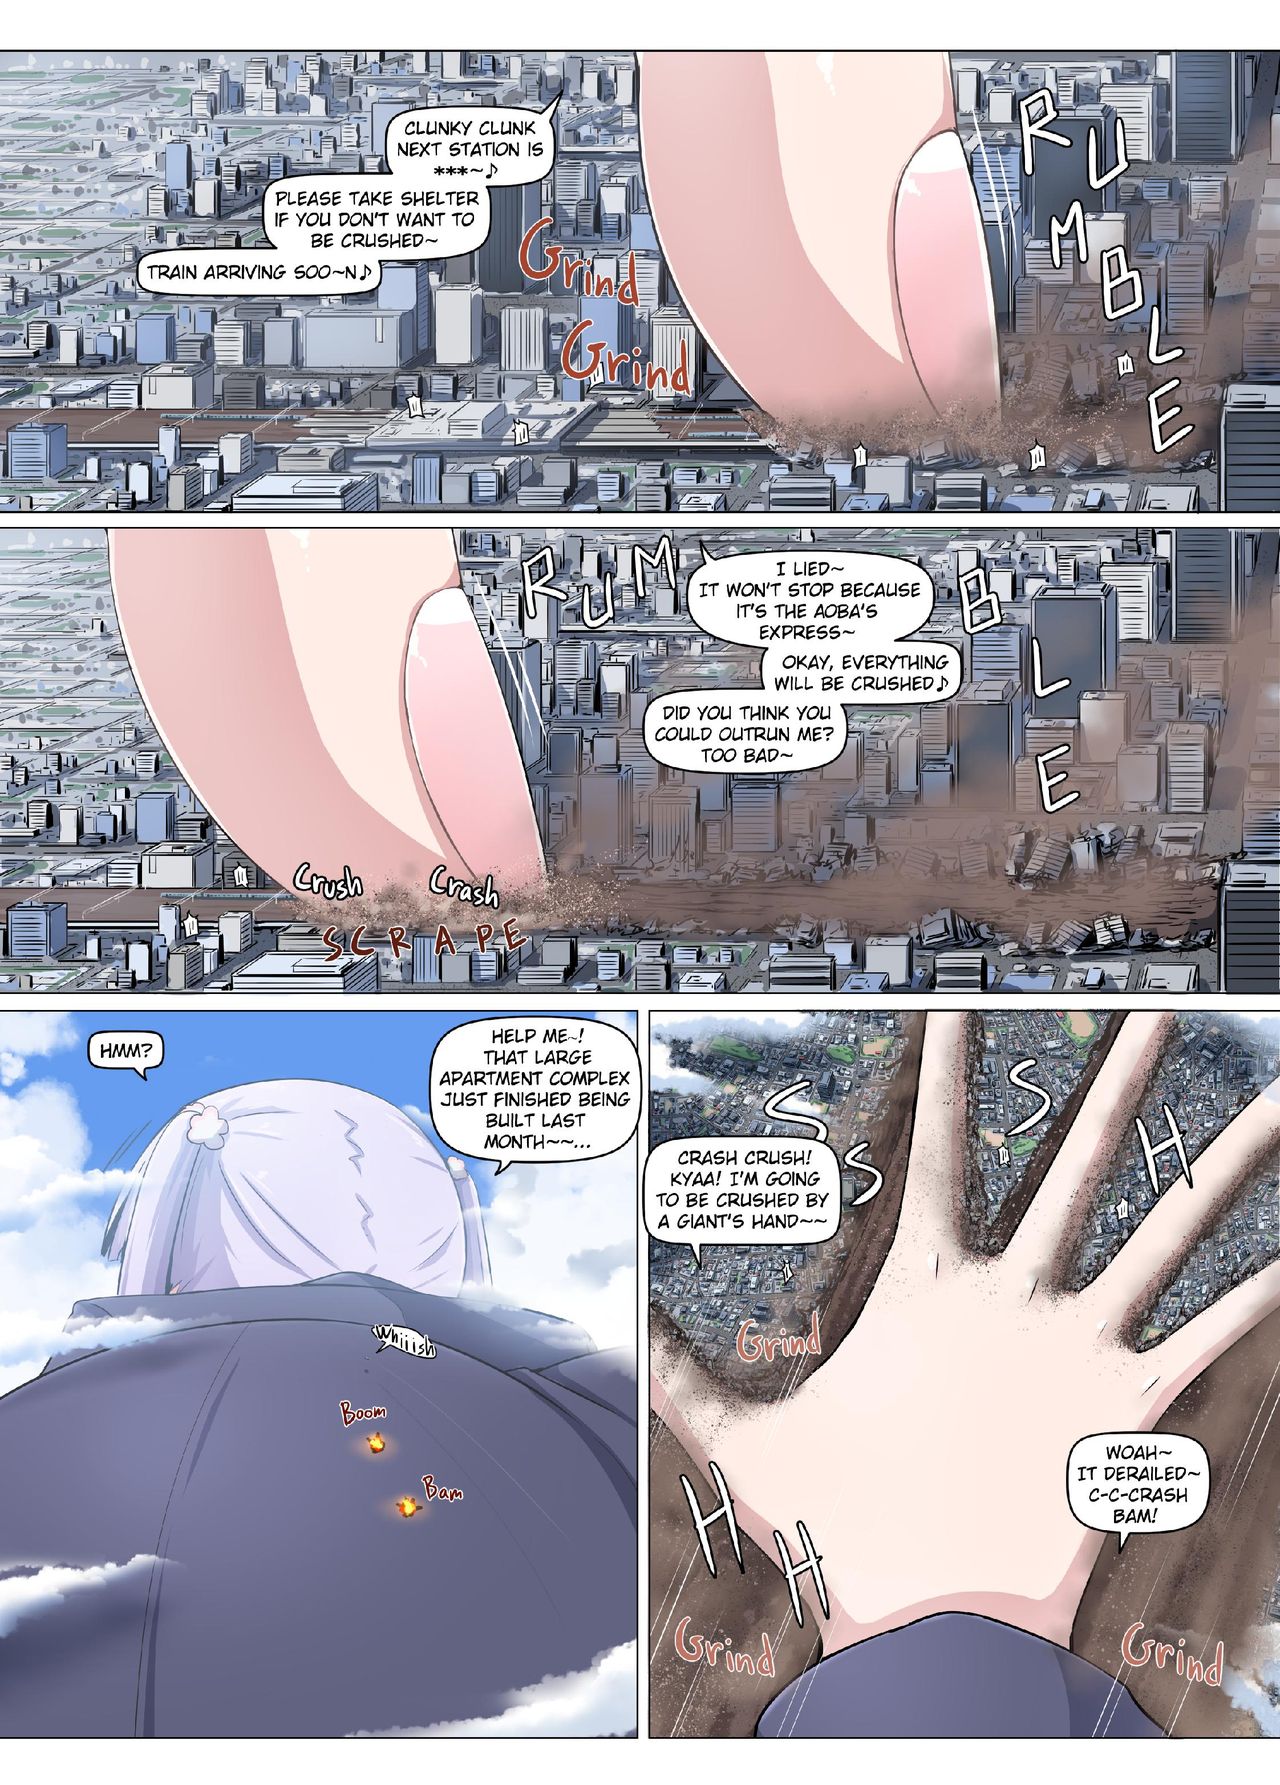 CLUNKY CLUNK
NEXT STATION IS
***~♪
PLEASE TAKE SHELTER
IF YOU DON'T WANT TO
BE CRUSHED~
TRAIN ARRIVING SOO~N♪
Grind
Grind
RUMBLE
I LIED~
IT WON'T STOP BECAUSE
IT'S THE AOBA'S
EXPRESS~
OKAY, EVERYTHING
WILL BE CRUSHED♪
DID YOU THINK YOU
COULD OUTRUN ME?
TOO BAD~
RUMBLE
Crush
Crash
SCRAPE
HMM?
HELP ME~!
THAT LARGE
APARTMENT COMPLEX
JUST FINISHED BEING
BUILT LAST
MONTH~~...
Whiiish
Boom
Bam
SSSHHH
CRASH CRUSH!
KYAA! I'M GOING
TO BE CRUSHED BY
A GIANT'S HAND~~
Grind
WOAH~
IT DERAILED~
C-C-CRASH
BAM!
Grind
Grind